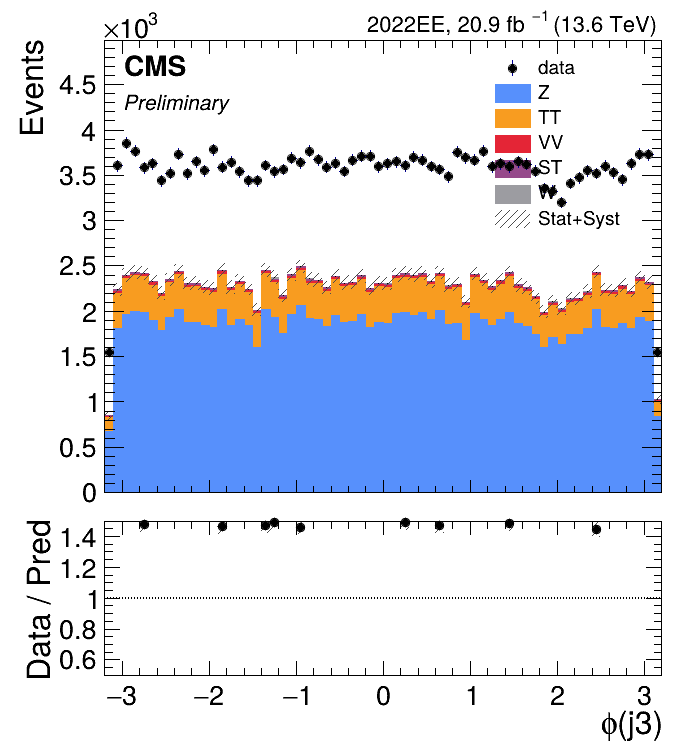 ×10³
2022EE, 20.9 fb⁻¹ (13.6 TeV)
Events
CMS
Preliminary
data
Z
TT
VV
ST
W
Stat+Syst
4.5
4
3.5
3
2.5
2
1.5
1
0.5
0
Data / Pred
1.4
1.2
1
0.8
0.6
−3
−2
−1
0
1
2
3
ϕ(j3)